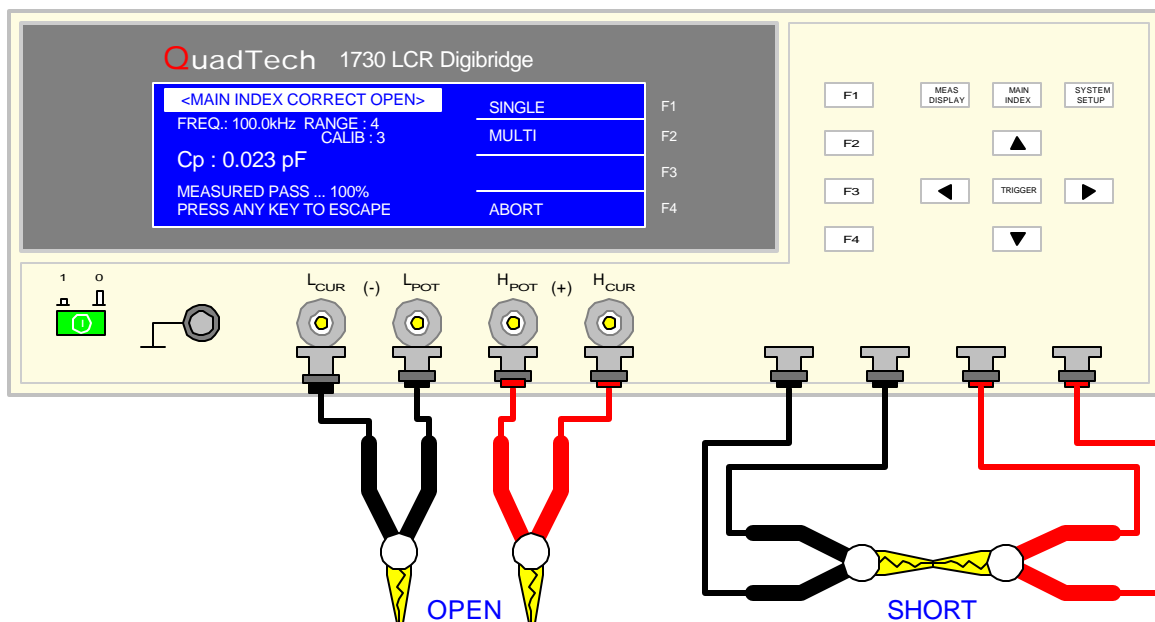 QuadTech 1730 LCR Digibridge
<MAIN INDEX CORRECT OPEN>
FREQ.: 100.0kHz RANGE : 4
CALIB : 3
Cp : 0.023 pF
MEASURED PASS ... 100%
PRESS ANY KEY TO ESCAPE
SINGLE
MULTI
ABORT
F1
F2
F3
F4
F1
MEAS DISPLAY
MAIN INDEX
SYSTEM SETUP
F2
F3
TRIGGER
F4
1 0
I
LCUR (-) LPOT HPOT (+) HCUR
OPEN
SHORT